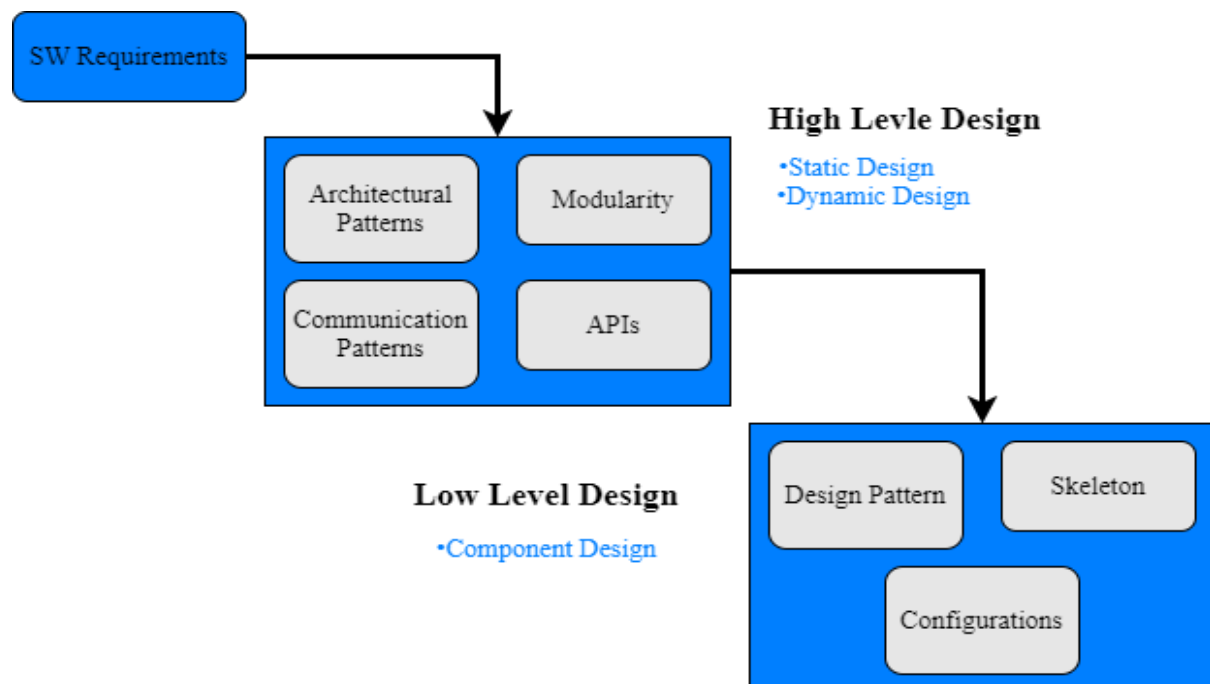 SW Requirements
High Levle Design
•Static Design
•Dynamic Design
Architectural
Patterns
Modularity
Communication
Patterns
APIs
Low Level Design
•Component Design
Design Pattern
Skeleton
Configurations